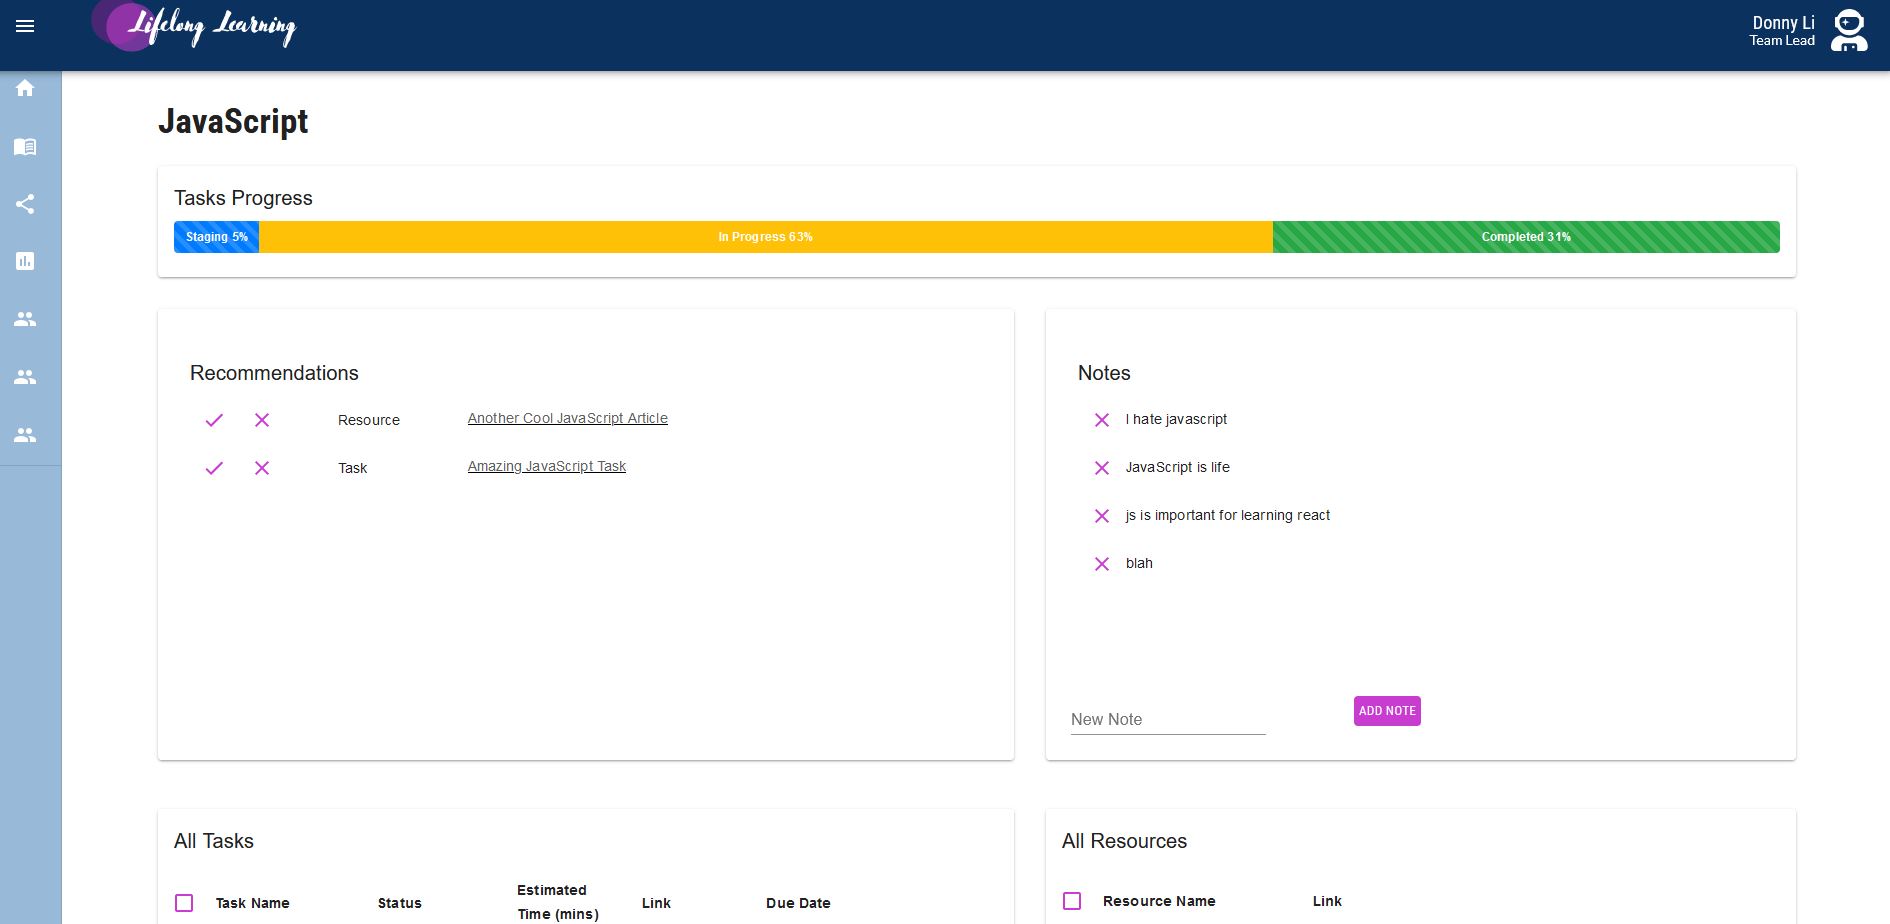 Lifelong Learning
Donny Li
Team Lead
JavaScript
Tasks Progress
Staging 5%
In Progress 63%
Completed 31%
Recommendations
Resource
Another Cool JavaScript Article
Task
Amazing JavaScript Task
Notes
I hate javascript
JavaScript is life
js is important for learning react
blah
New Note
ADD NOTE
All Tasks
Task Name
Status
Estimated
Time (mins)
Link
Due Date
All Resources
Resource Name
Link